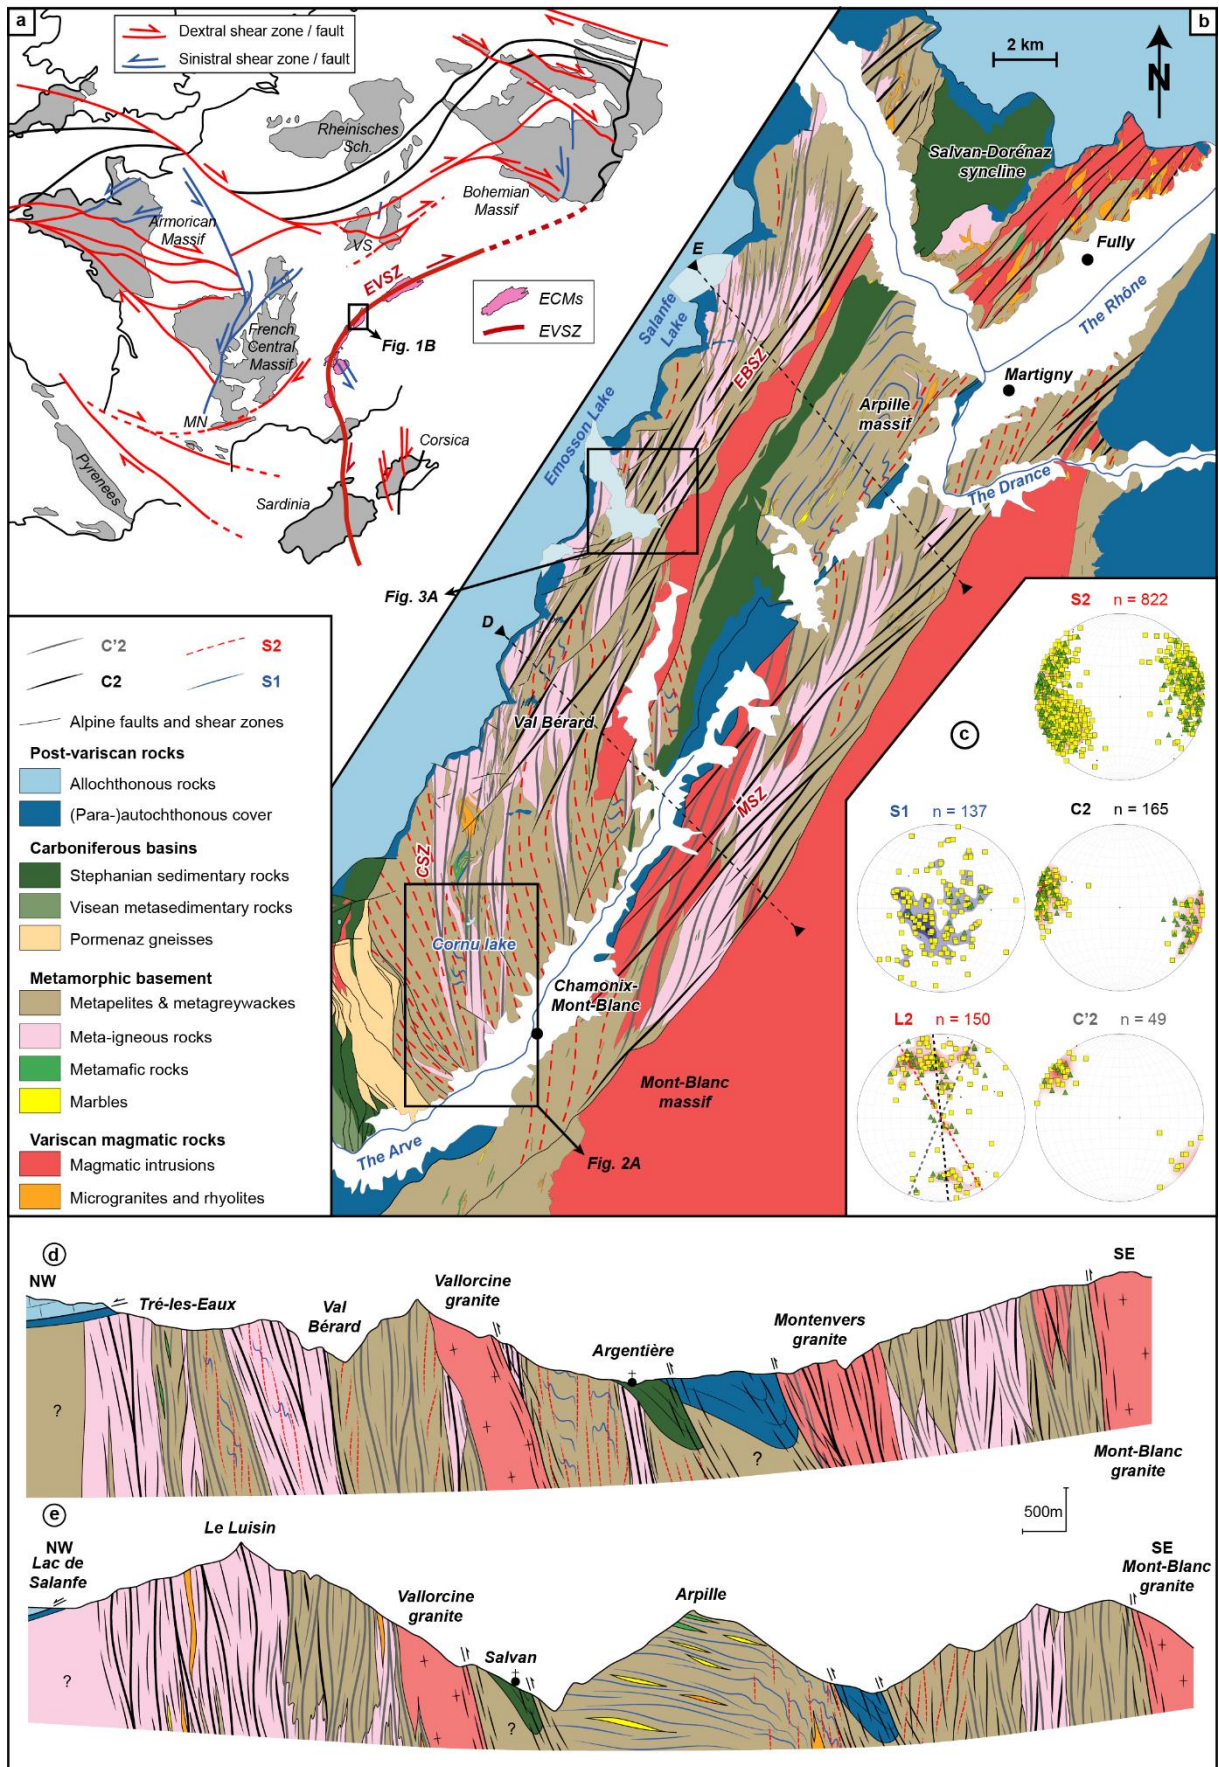 a
Dextral shear zone / fault
Sinistral shear zone / fault
Rheinisches
Sch.
Bohemian
Massif
Armorican
Massif
VS
EVSZ
French
Central
Massif
ECMs
EVSZ
Fig. 1B
MN
Pyrenees
Corsica
Sardinia
b
2 km
N
Salvan-Dorénaz
syncline
Fully
The Rhône
Martigny
E
Salanfe
Lake
EBSZ
Arpille
massif
Emosson Lake
The Drance
Fig. 3A
D
Val Bérard
MSZ
CSZ
Cornu lake
Chamonix-
Mont-Blanc
Mont-Blanc
massif
The Arve
Fig. 2A
C'2
S2
C2
S1
Alpine faults and shear zones
Post-variscan rocks
Allochthonous rocks
(Para-)autochthonous cover
Carboniferous basins
Stephanian sedimentary rocks
Visean metasedimentary rocks
Pormenaz gneisses
Metamorphic basement
Metapelites & metagreywackes
Meta-igneous rocks
Metamafic rocks
Marbles
Variscan magmatic rocks
Magmatic intrusions
Microgranites and rhyolites
c
S2 n = 822
S1 n = 137
C2 n = 165
L2 n = 150
C'2 n = 49
d
NW
SE
Tré-les-Eaux
Val
Bérard
Vallorcine
granite
Argentière
Montenvers
granite
?
?
Mont-Blanc
granite
500m
e
NW
SE
Lac de
Salanfe
Le Luisin
Vallorcine
granite
Salvan
Arpille
Mont-Blanc
granite
?
?